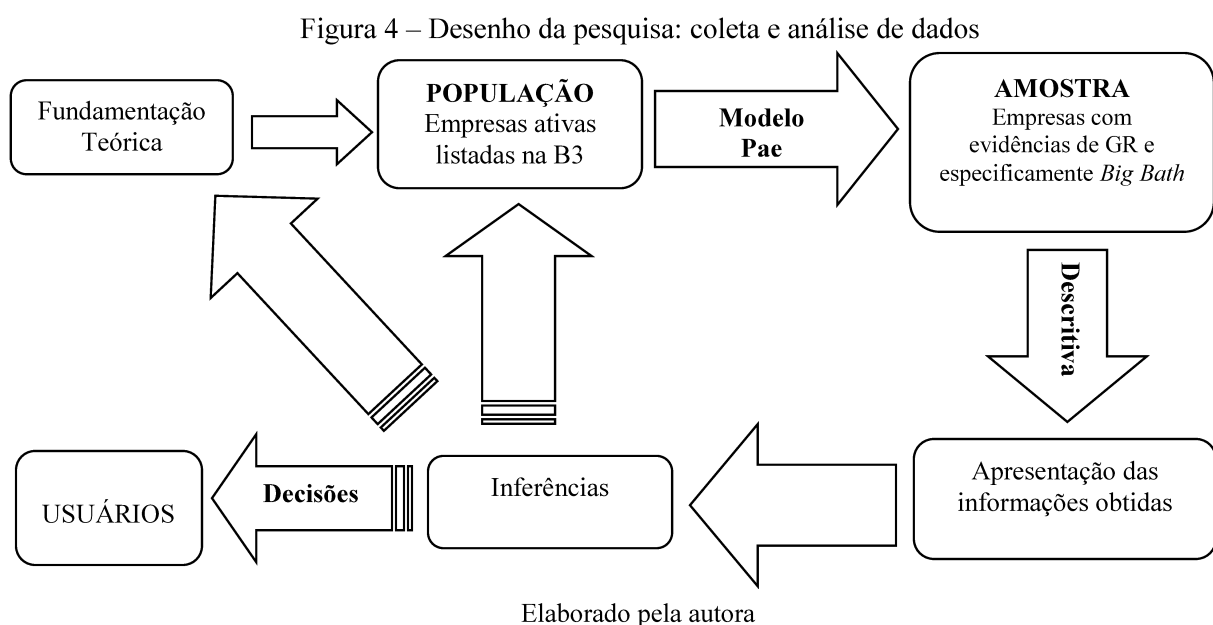 Figura 4 – Desenho da pesquisa: coleta e análise de dados
Fundamentação
Teórica
POPULAÇÃO
Empresas ativas
listadas na B3
Modelo
Pae
AMOSTRA
Empresas com
evidências de GR e
especificamente Big Bath
Descritiva
Apresentação das
informações obtidas
Inferências
Decisões
USUÁRIOS
Elaborado pela autora